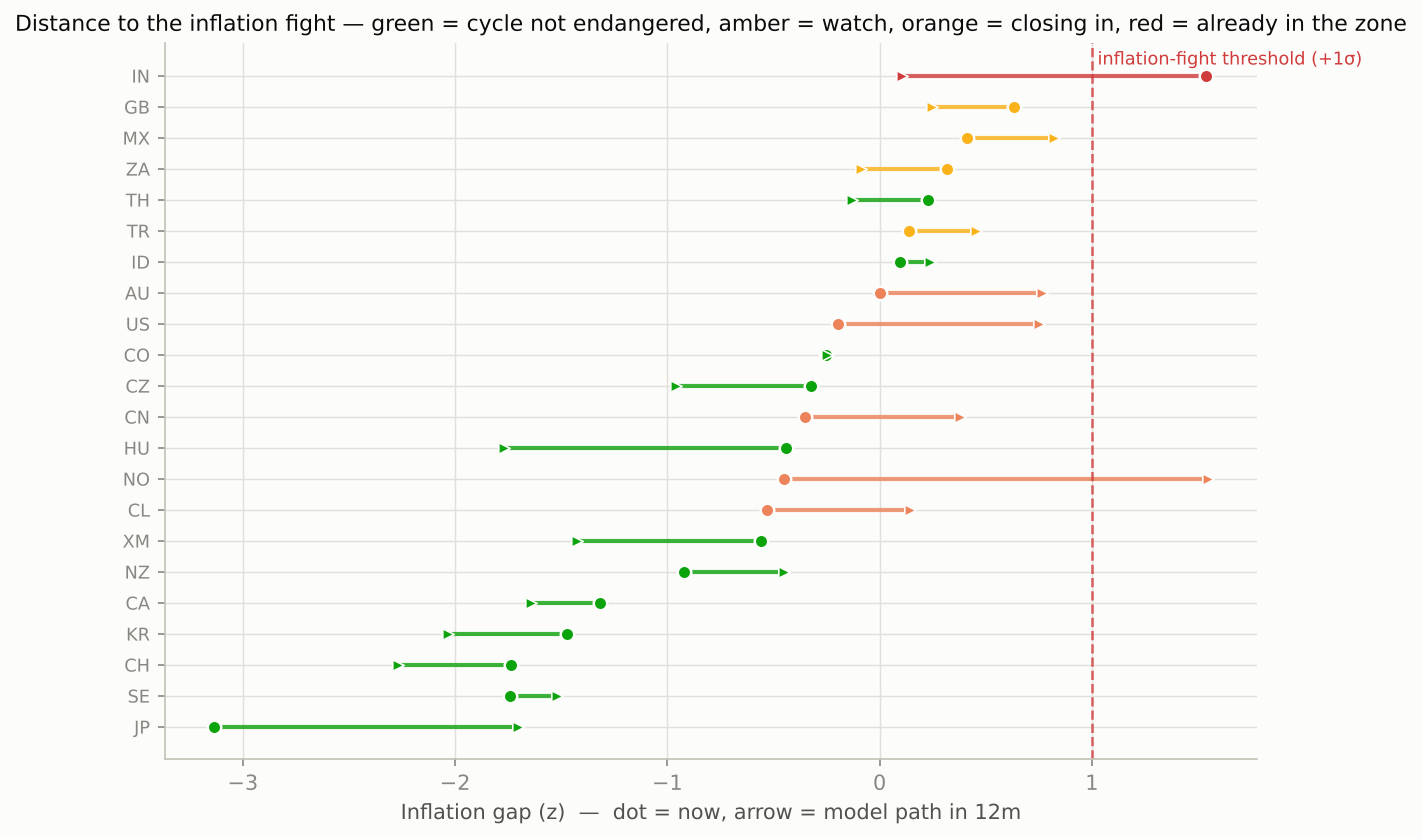 Distance to the inflation fight — green = cycle not endangered, amber = watch, orange = closing in, red = already in the zone
inflation-fight threshold (+1σ)
IN
GB
MX
ZA
TH
TR
ID
AU
US
CO
CZ
CN
HU
NO
CL
XM
NZ
CA
KR
CH
SE
JP
−3
−2
−1
0
1
Inflation gap (z) — dot = now, arrow = model path in 12m